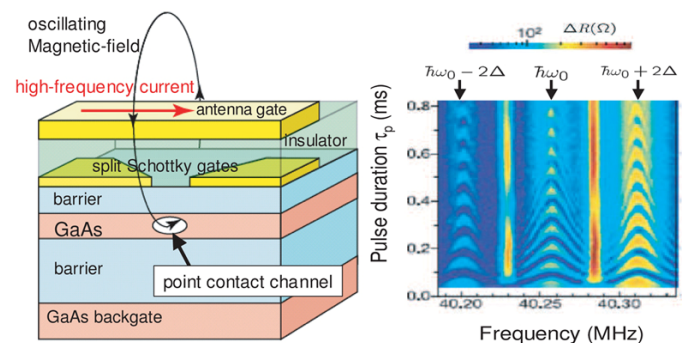 oscillating
Magnetic-field
high-frequency current
antenna gate
Insulator
split Schottky gates
barrier
GaAs
barrier
point contact channel
GaAs backgate
10² ΔR(Ω)
ħω₀ − 2Δ ħω₀ ħω₀ + 2Δ
Pulse duration τp (ms)
0.8
0.6
0.4
0.2
0.0
40.20 40.25 40.30
Frequency (MHz)